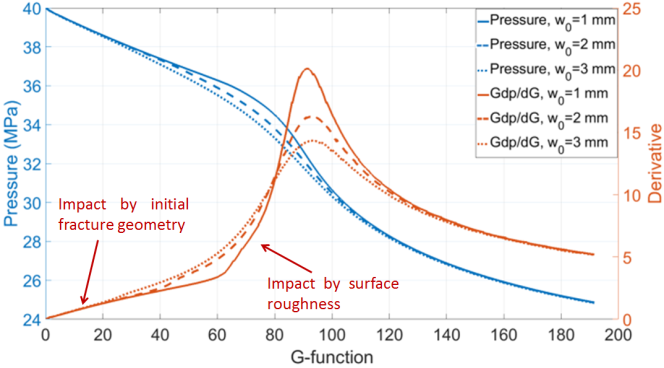 40
38
36
34
32
30
28
26
24
Pressure (MPa)
25
20
15
10
5
0
Derivative
Pressure, w0=1 mm
Pressure, w0=2 mm
Pressure, w0=3 mm
Gdp/dG, w0=1 mm
Gdp/dG, w0=2 mm
Gdp/dG, w0=3 mm
Impact by initial
fracture geometry
Impact by surface
roughness
0 20 40 60 80 100 120 140 160 180 200
G-function